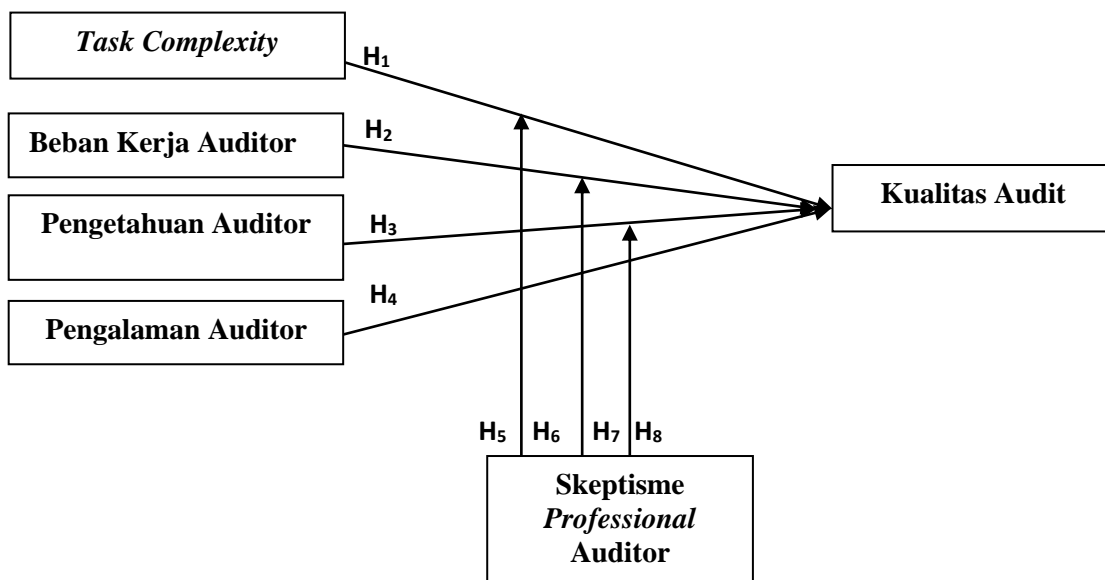 Task Complexity
H1
Beban Kerja Auditor
H2
Kualitas Audit
Pengetahuan Auditor
H3
H4
Pengalaman Auditor
H5 H6 H7 H8
Skeptisme
Professional
Auditor